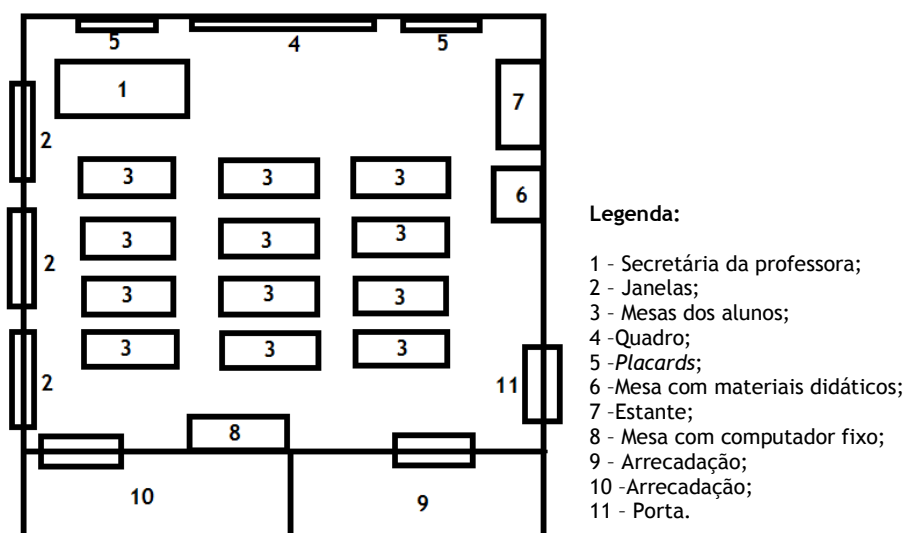 5 4 5
1
7
2
3 3 3
6
3 3 3
2
3 3 3
3 3 3
2
11
8
10
9
Legenda:
1 – Secretária da professora;
2 – Janelas;
3 – Mesas dos alunos;
4 –Quadro;
5 –Placards;
6 –Mesa com materiais didáticos;
7 –Estante;
8 – Mesa com computador fixo;
9 – Arrecadação;
10 –Arrecadação;
11 – Porta.